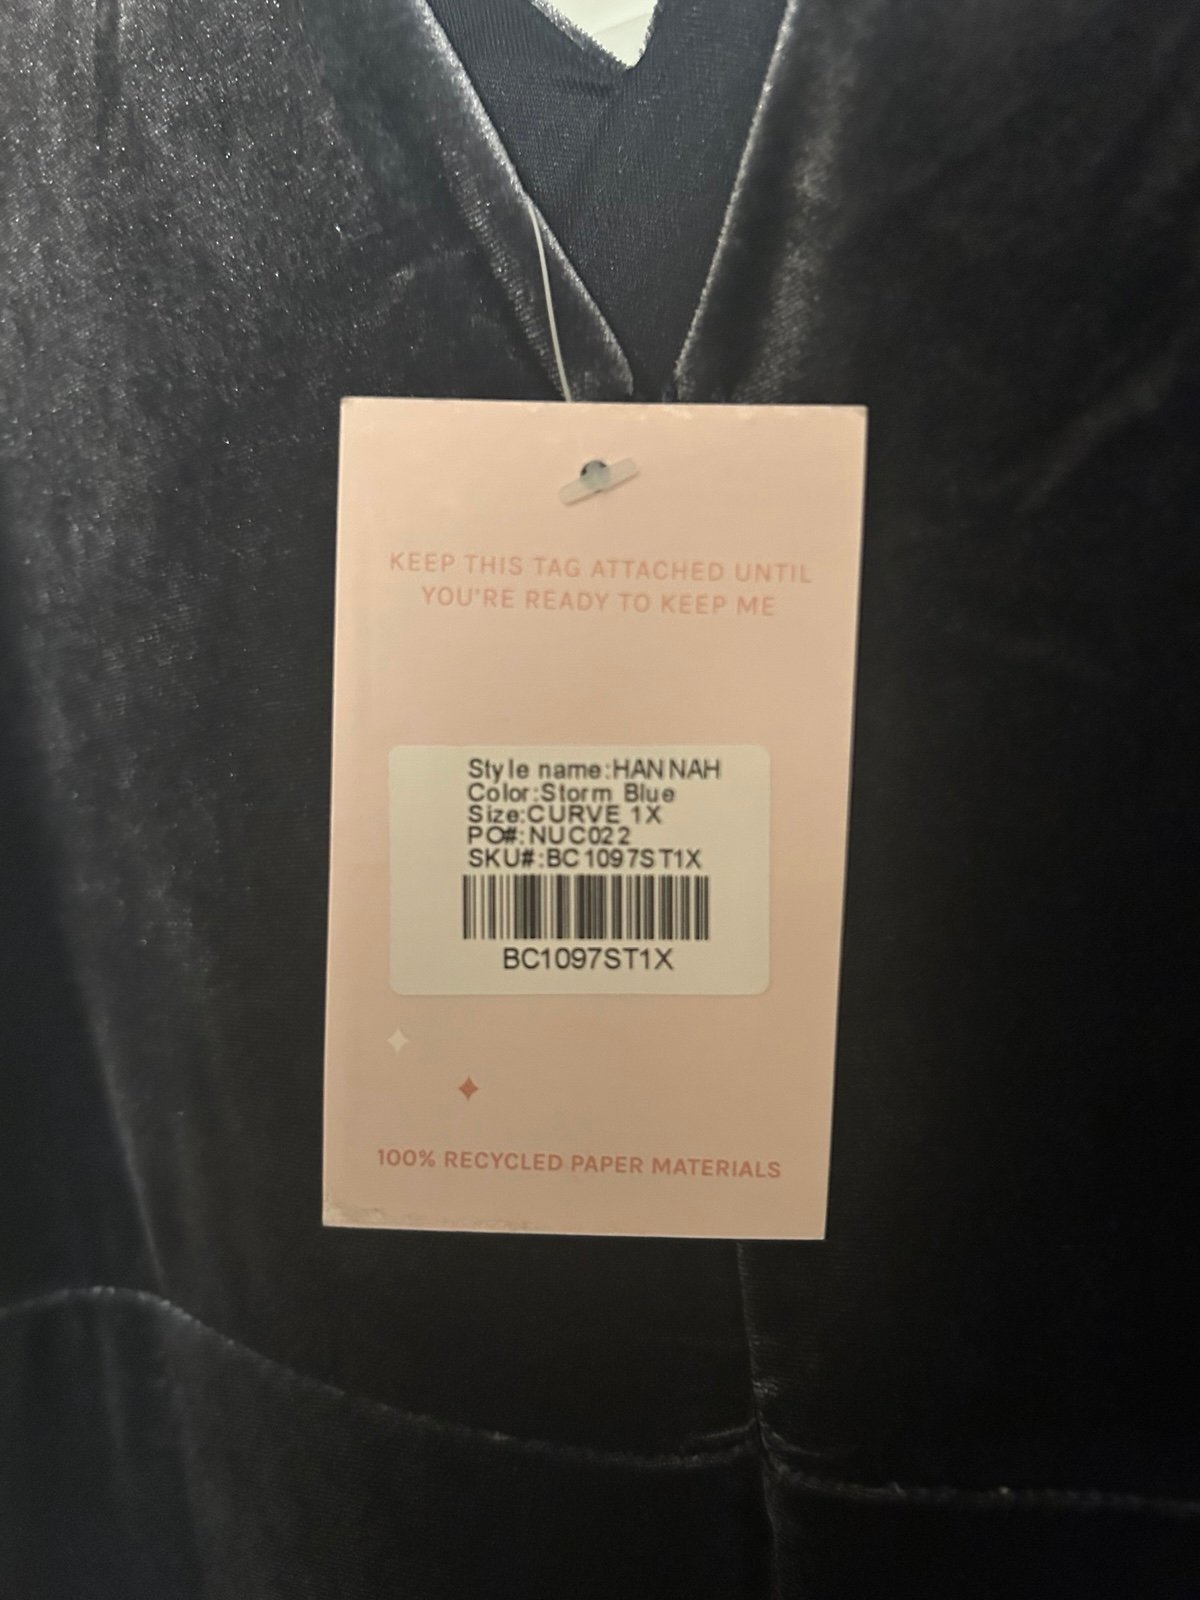 KEEP THIS TAG ATTACHED UNTIL
YOU'RE READY TO KEEP ME
Style name:HANNAH
Color:Storm Blue
Size:CURVE 1X
PO#:NUC022
SKU#:BC1097ST1X
BC1097ST1X
100% RECYCLED PAPER MATERIALS